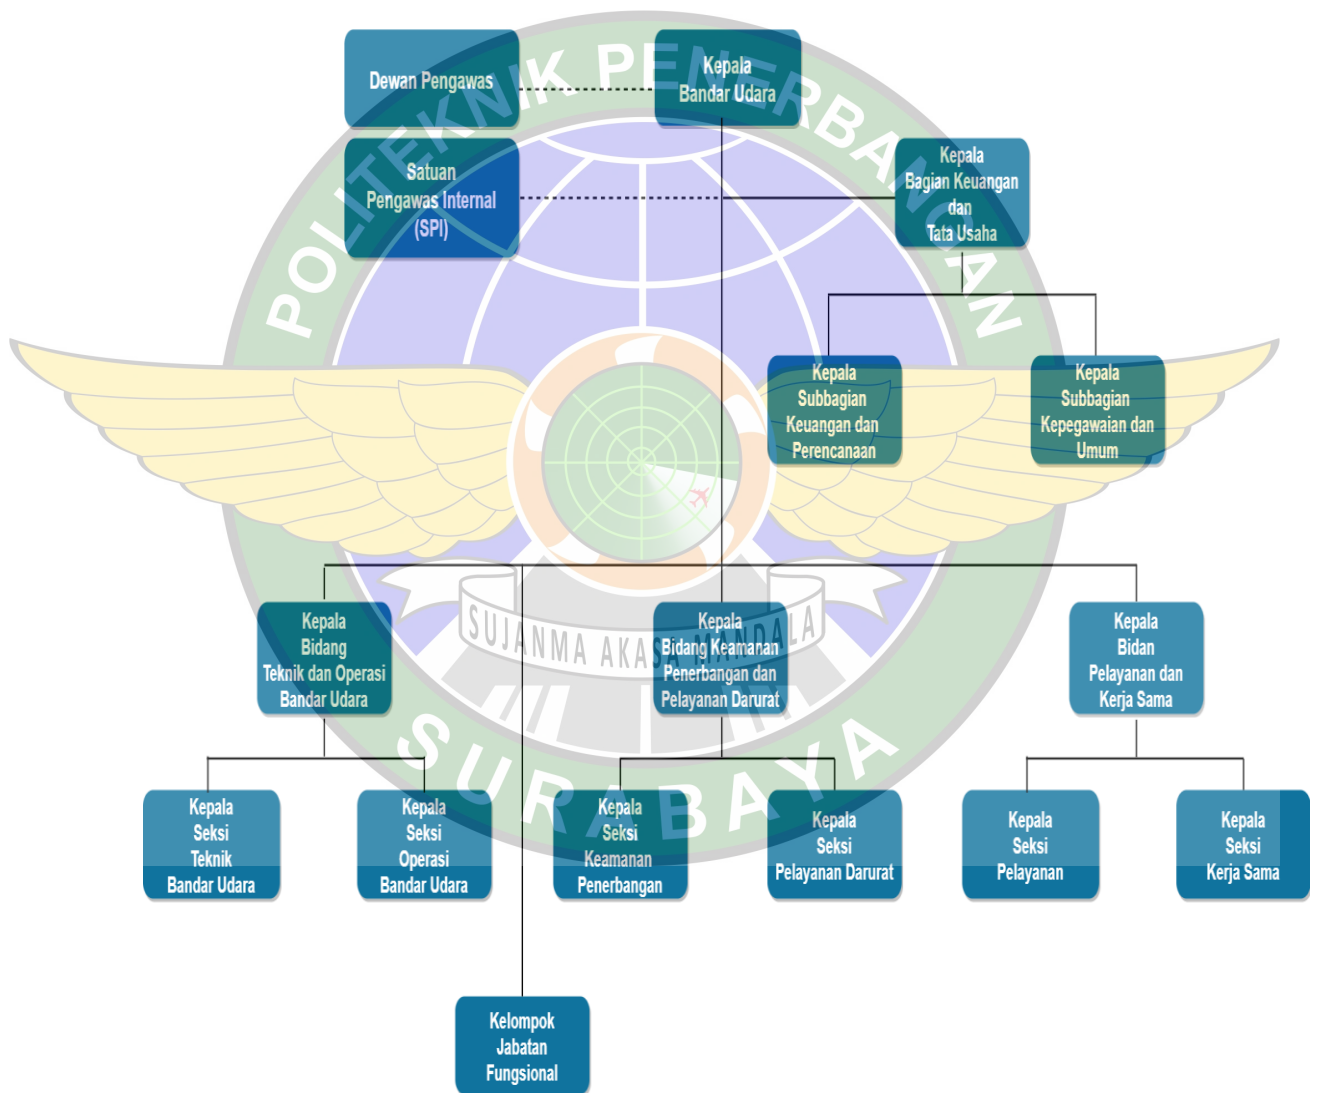 Dewan Pengawas
Kepala
Bandar Udara
Satuan
Pengawas Internal
(SPI)
Kepala
Bagian Keuangan
dan
Tata Usaha
Kepala
Subbagian
Keuangan dan
Perencanaan
Kepala
Subbagian
Kepegawaian dan
Umum
Kepala
Bidang
Teknik dan Operasi
Bandar Udara
Kepala
Bidang Keamanan
Penerbangan dan
Pelayanan Darurat
Kepala
Bidan
Pelayanan dan
Kerja Sama
Kepala
Seksi
Teknik
Bandar Udara
Kepala
Seksi
Operasi
Bandar Udara
Kepala
Seksi
Keamanan
Penerbangan
Kepala
Seksi
Pelayanan Darurat
Kepala
Seksi
Pelayanan
Kepala
Seksi
Kerja Sama
Kelompok
Jabatan
Fungsional
POLITEKNIK PENERBANGAN
SUJANMA AKASA MANDALA
SURABAYA